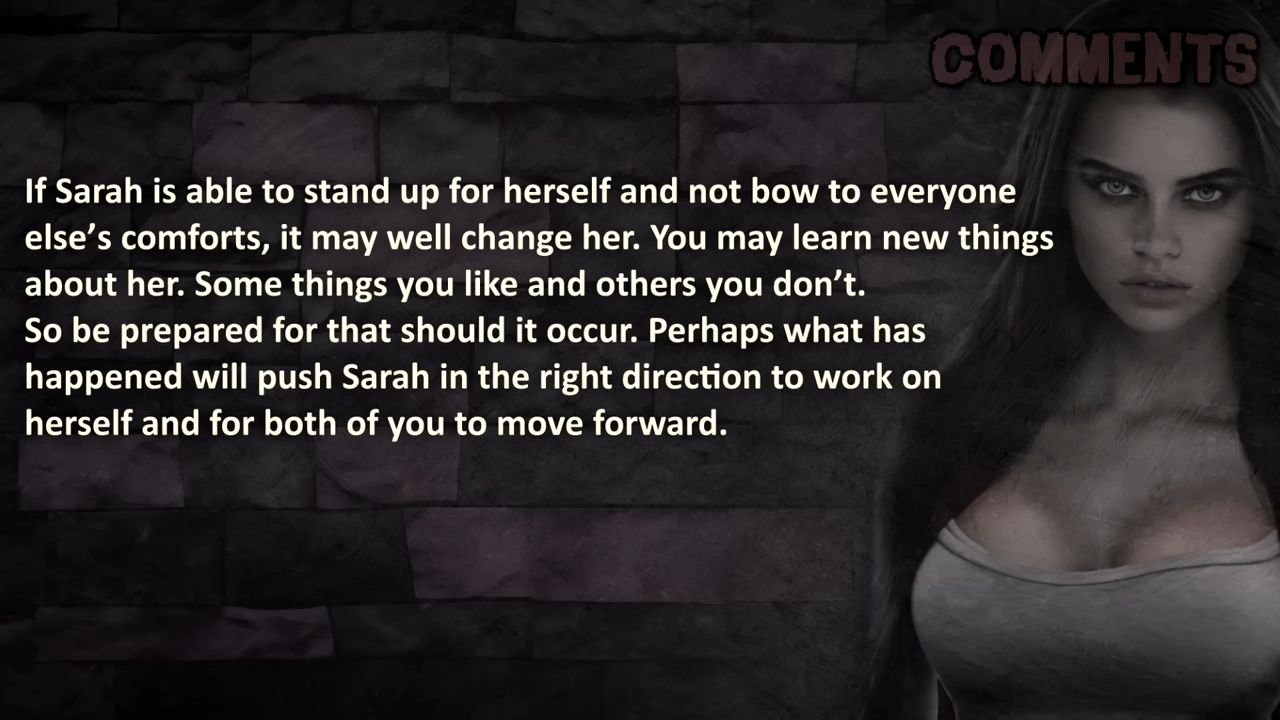 COMMENTS
If Sarah is able to stand up for herself and not bow to everyone
else’s comforts, it may well change her. You may learn new things
about her. Some things you like and others you don’t.
So be prepared for that should it occur. Perhaps what has
happened will push Sarah in the right direction to work on
herself and for both of you to move forward.